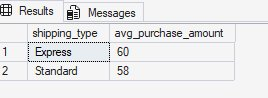 Results Messages
shipping_type avg_purchase_amount
1 Express 60
2 Standard 58